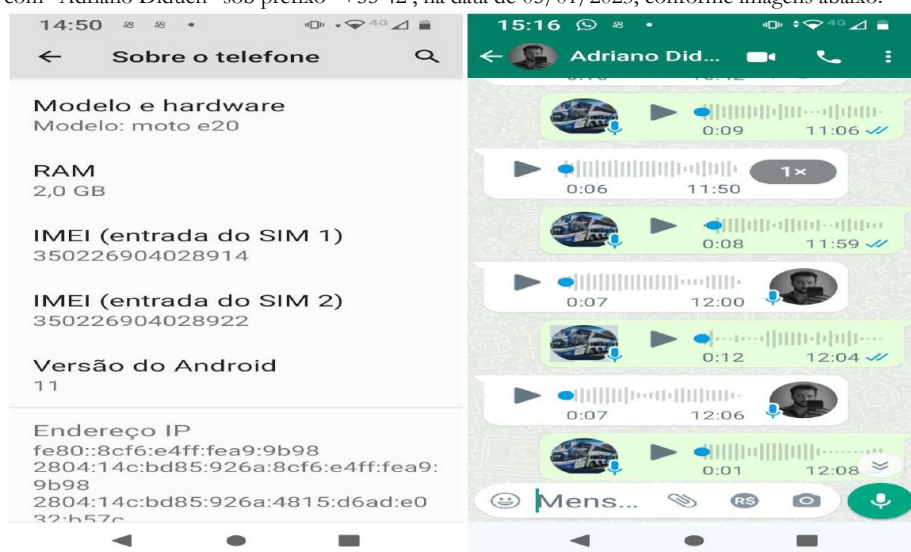 com "Adriano Diduch" sob prefixo "+55 42", na data de 05/01/2023, conforme imagens abaixo.
14:50
4G
Sobre o telefone
Modelo e hardware
Modelo: moto e20
RAM
2,0 GB
IMEI (entrada do SIM 1)
350226904028914
IMEI (entrada do SIM 2)
350226904028922
Versão do Android
11
Endereço IP
fe80::8cf6:e4ff:fea9:9b98
2804:14c:bd85:926a:8cf6:e4ff:fea9:
9b98
2804:14c:bd85:926a:4815:d6ad:e0
32:b57c
15:16
4G
Adriano Did...
0:09 11:06
1×
0:06 11:50
0:08 11:59
0:07 12:00
0:12 12:04
0:07 12:06
0:01 12:08
Mens...
R$